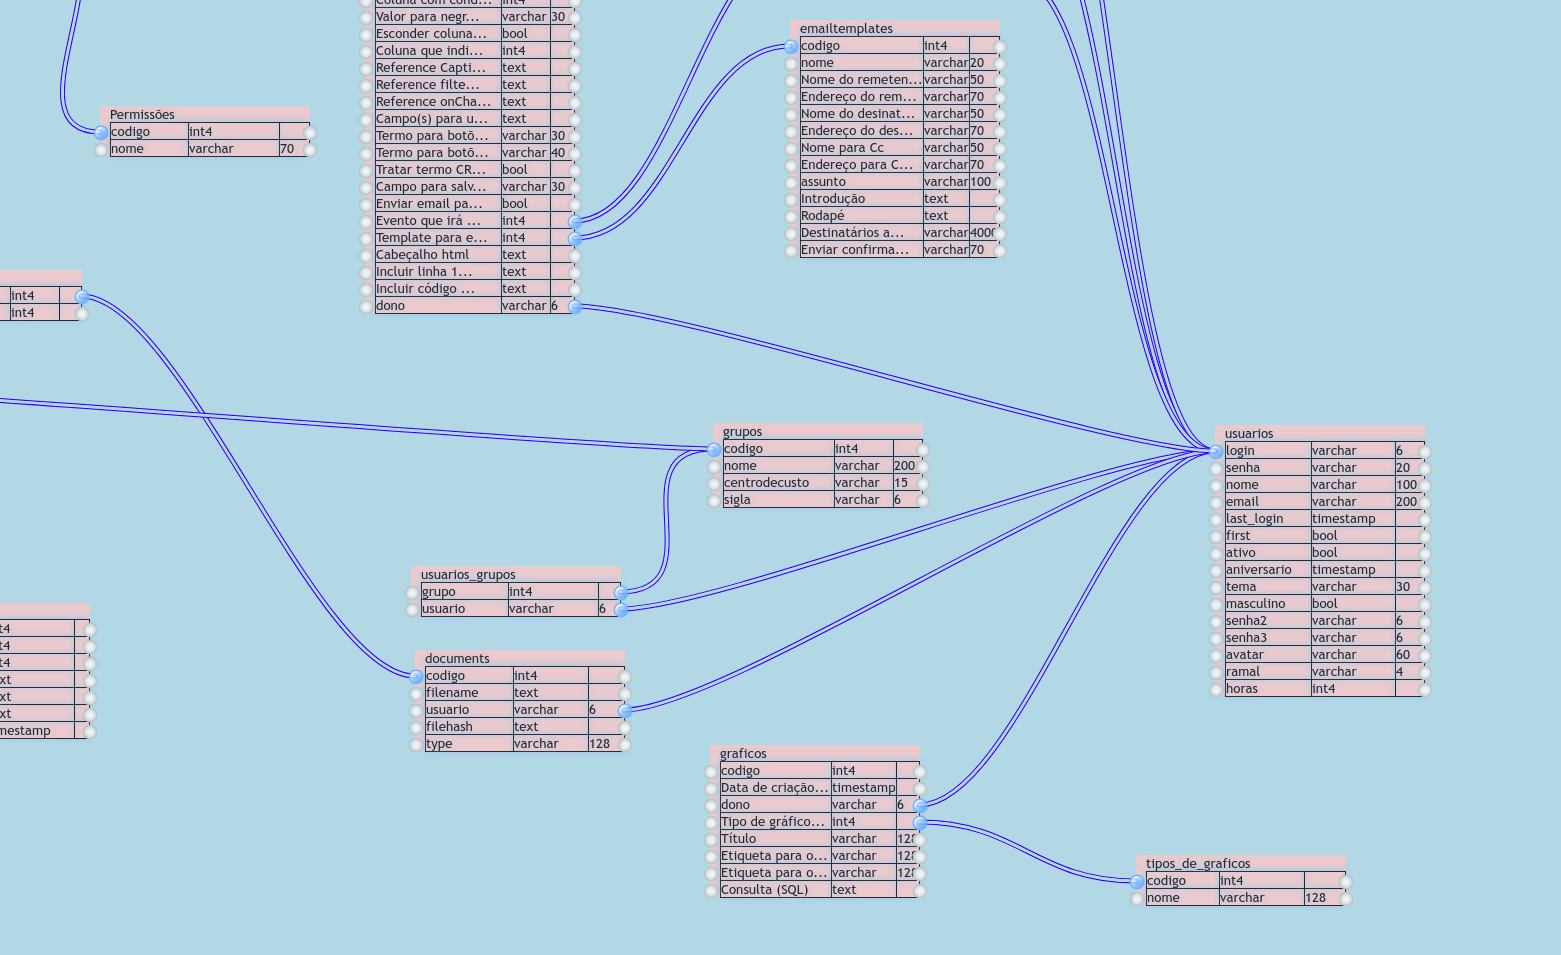 Valor para negr... varchar 30
Esconder coluna... bool
Coluna que indi... int4
Reference Capti... text
Reference filte... text
Reference onCha... text
Campo(s) para u... text
Termo para botõ... varchar 30
Termo para botõ... varchar 40
Tratar termo CR... bool
Campo para salv... varchar 30
Enviar email pa... bool
Evento que irá ... int4
Template para e... int4
Cabeçalho html text
Incluir linha 1... text
Incluir código ... text
dono varchar 6
emailtemplates
codigo int4
nome varchar 20
Nome do remeten... varchar 50
Endereço do rem... varchar 70
Nome do desinat... varchar 50
Endereço do des... varchar 70
Nome para Cc varchar 50
Endereço para C... varchar 70
assunto varchar 100
Introdução text
Rodapé text
Destinatários a... varchar 4000
Enviar confirma... varchar 70
Permissões
codigo int4
nome varchar 70
int4
int4
grupos
codigo int4
nome varchar 200
centrodecusto varchar 15
sigla varchar 6
usuarios
login varchar 6
senha varchar 20
nome varchar 100
email varchar 200
last_login timestamp
first bool
ativo bool
aniversario timestamp
tema varchar 30
masculino bool
senha2 varchar 6
senha3 varchar 6
avatar varchar 60
ramal varchar 4
horas int4
usuarios_grupos
grupo int4
usuario varchar 6
documents
codigo int4
filename text
usuario varchar 6
filehash text
type varchar 128
graficos
codigo int4
Data de criação... timestamp
dono varchar 6
Tipo de gráfico... int4
Título varchar 128
Etiqueta para o... varchar 128
Etiqueta para o... varchar 128
Consulta (SQL) text
tipos_de_graficos
codigo int4
nome varchar 128